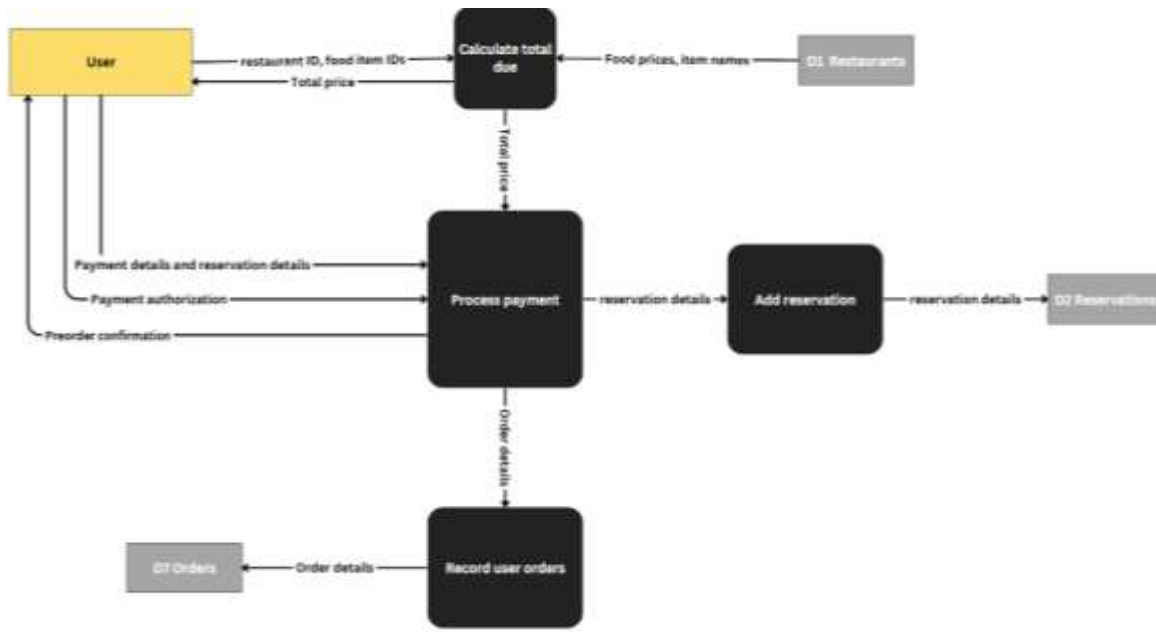 User
restaurant ID, food item IDs
Total price
Calculate total
due
Food prices, item names
D1 Restaurants
Total price
Payment details and reservation details
Payment authorization
Preorder confirmation
Process payment
reservation details
Add reservation
reservation details
D2 Reservations
Order details
D7 Orders
Order details
Record user orders